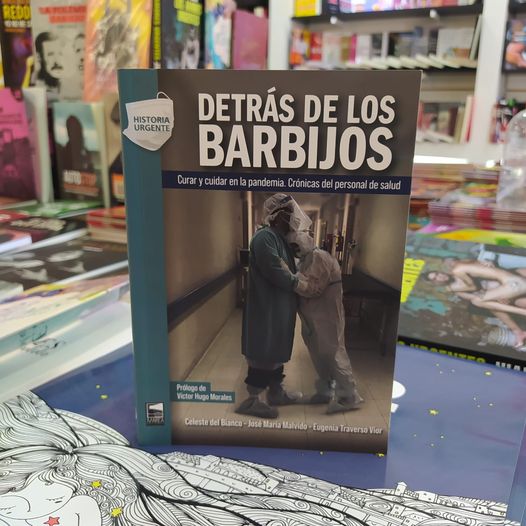 HISTORIA
URGENTE
DETRÁS DE LOS
BARBIJOS
Curar y cuidar en la pandemia. Crónicas del personal de salud
Prólogo de
Víctor Hugo Morales
MAREA
Celeste del Bianco - José María Malvido - Eugenia Traverso Vior